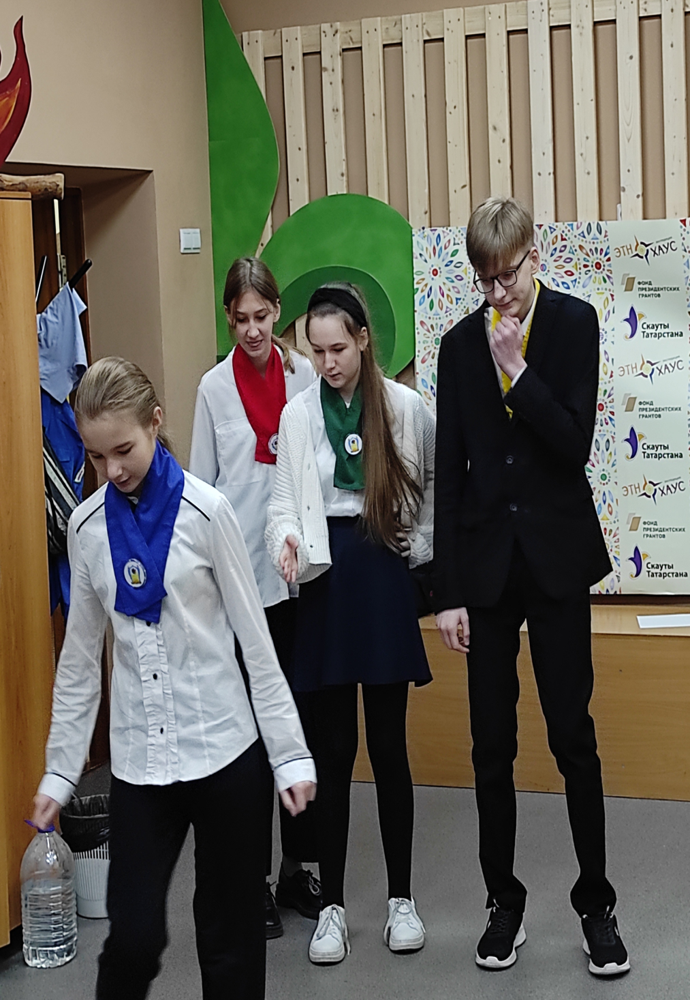 ЭТН ХАУС
ФОНД
ПРЕЗИДЕНТСКИХ
ГРАНТОВ
Скауты
Татарстана
ЭТН ХАУС
ФОНД
ПРЕЗИДЕНТСКИХ
ГРАНТОВ
Скауты
Татарстана
ЭТН ХАУС
ФОНД
ПРЕЗИДЕНТСКИХ
ГРАНТОВ
Скауты
Татарстана